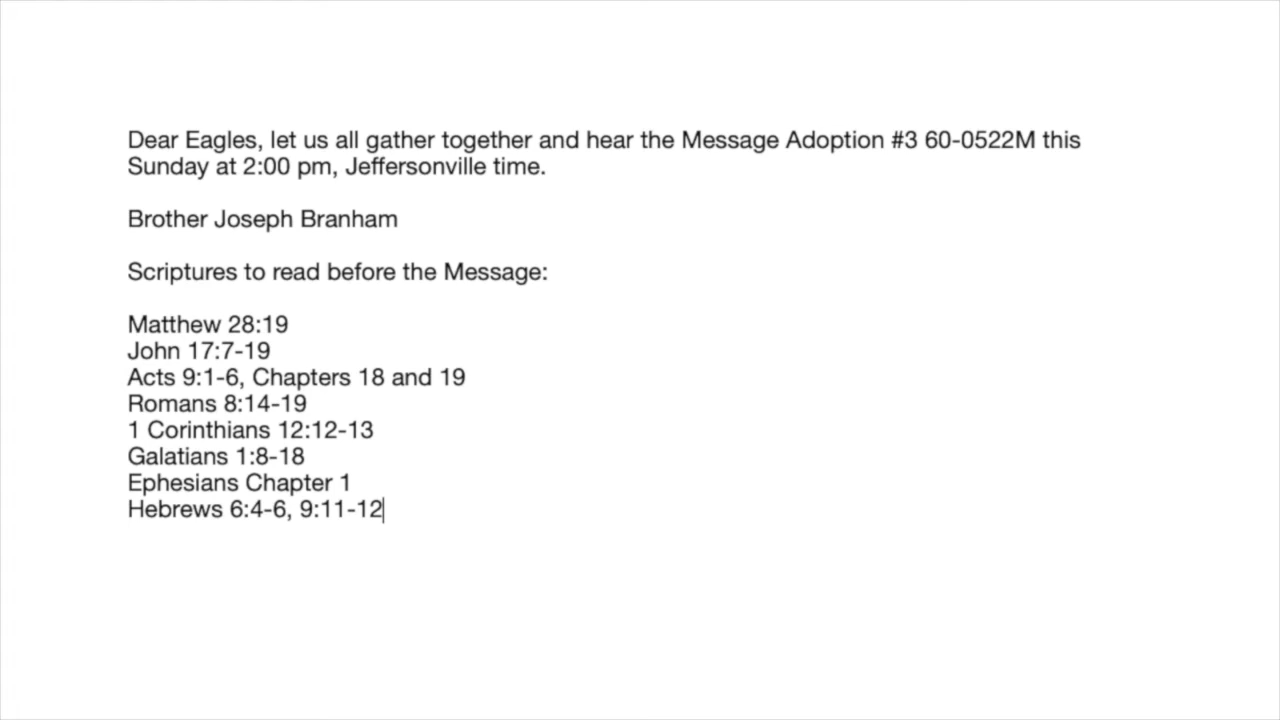 Dear Eagles, let us all gather together and hear the Message Adoption #3 60-0522M this
Sunday at 2:00 pm, Jeffersonville time.
Brother Joseph Branham
Scriptures to read before the Message:
Matthew 28:19
John 17:7-19
Acts 9:1-6, Chapters 18 and 19
Romans 8:14-19
1 Corinthians 12:12-13
Galatians 1:8-18
Ephesians Chapter 1
Hebrews 6:4-6, 9:11-12